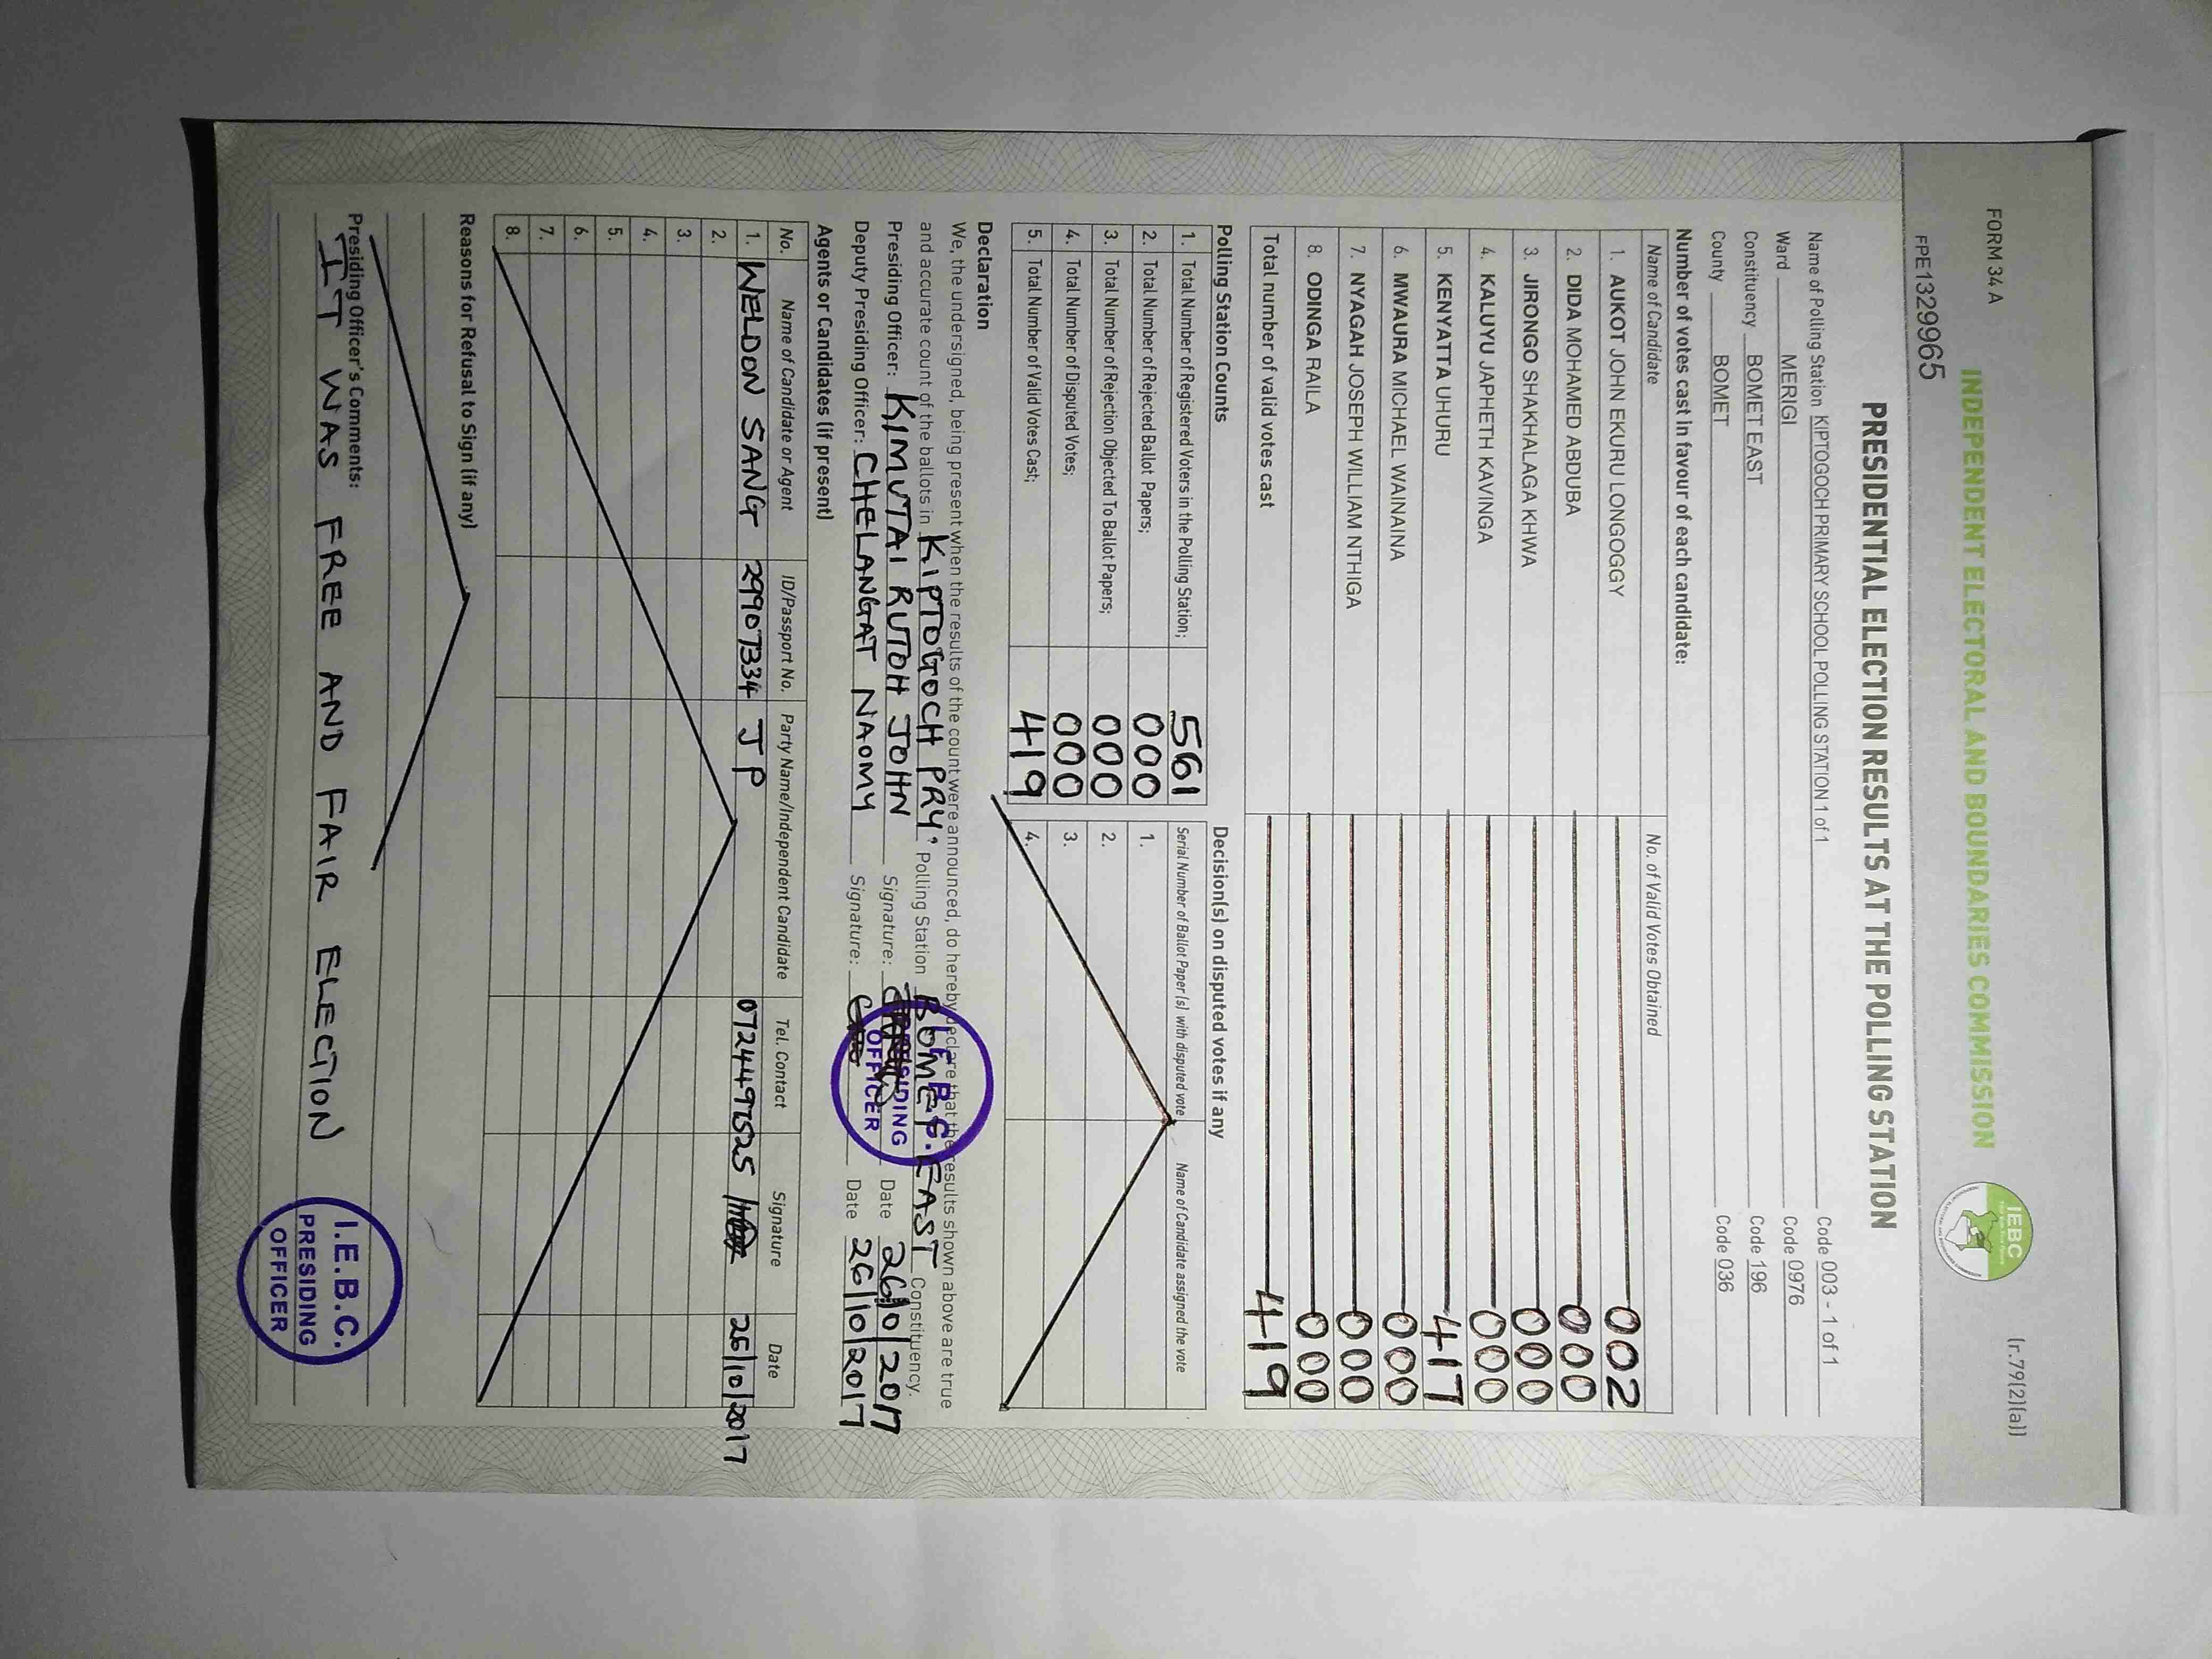 FORM 34 A
(r.79(2)(a))
INDEPENDENT ELECTORAL AND BOUNDARIES COMMISSION
IEBC
FPE1329965
PRESIDENTIAL ELECTION RESULTS AT THE POLLING STATION
Name of Polling Station KIPTOGOCH PRIMARY SCHOOL POLLING STATION 1 of 1 Code 003 - 1 of 1
Ward MERIGI Code 0976
Constituency BOMET EAST Code 196
County BOMET Code 036
Number of votes cast in favour of each candidate:
Name of Candidate No. of Valid Votes Obtained
1. AUKOT JOHN EKURU LONGOGGY 002
2. DIDA MOHAMED ABDUBA 000
3. JIRONGO SHAKHALAGA KHWA 000
4. KALUYU JAPHETH KAVINGA 000
5. KENYATTA UHURU 417
6. MWAURA MICHAEL WAINAINA 000
7. NYAGAH JOSEPH WILLIAM NTHIGA 000
8. ODINGA RAILA 000
Total number of valid votes cast 419
Polling Station Counts
1. Total Number of Registered Voters in the Polling Station; 561
2. Total Number of Rejected Ballot Papers; 000
3. Total Number of Rejection Objected To Ballot Papers; 000
4. Total Number of Disputed Votes; 000
5. Total Number of Valid Votes Cast; 419
Decision(s) on disputed votes if any
Serial Number of Ballot Paper (s) with disputed vote Name of Candidate assigned the vote
1.
2.
3.
4.
Declaration
We, the undersigned, being present when the results of the count were announced, do hereby declare that the results shown above are true
and accurate count of the ballots in KIPTOGOCH PRY. Polling Station BOMET EAST Constituency.
Presiding Officer: KIMUTAI RUTOH JOHN Signature: Date 26/10/2017
Deputy Presiding Officer: CHELANGAT NAOMY Signature: Date 26/10/2017
I.E.B.C.
PRESIDING
OFFICER
Agents or Candidates (if present)
No. Name of Candidate or Agent ID/Passport No. Party Name/Independent Candidate Tel. Contact Signature Date
1. WELDON SANG 29907334 JP 0724497525 26/10/2017
2.
3.
4.
5.
6.
7.
8.
Reasons for Refusal to Sign (if any)
Presiding Officer's Comments:
IT WAS FREE AND FAIR ELECTION
I.E.B.C.
PRESIDING
OFFICER